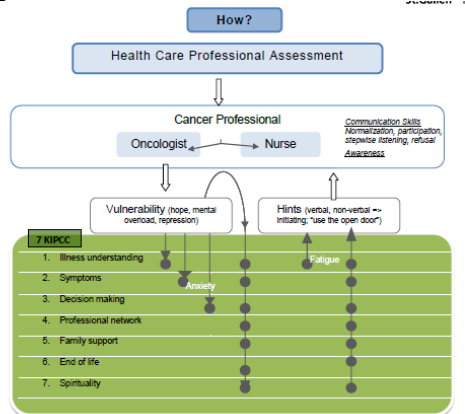 St.Gallen
How?
Health Care Professional Assessment
Cancer Professional
Oncologist
Nurse
Communication Skills
Normalization, participation,
stepwise listening, refusal
Awareness
Vulnerability (hope, mental
overload, repression)
Hints (verbal, non-verbal =>
initiating; "use the open door")
7 KIPCC
1. Illness understanding
Fatigue
2. Symptoms
Anxiety
3. Decision making
4. Professional network
5. Family support
6. End of life
7. Spirituality